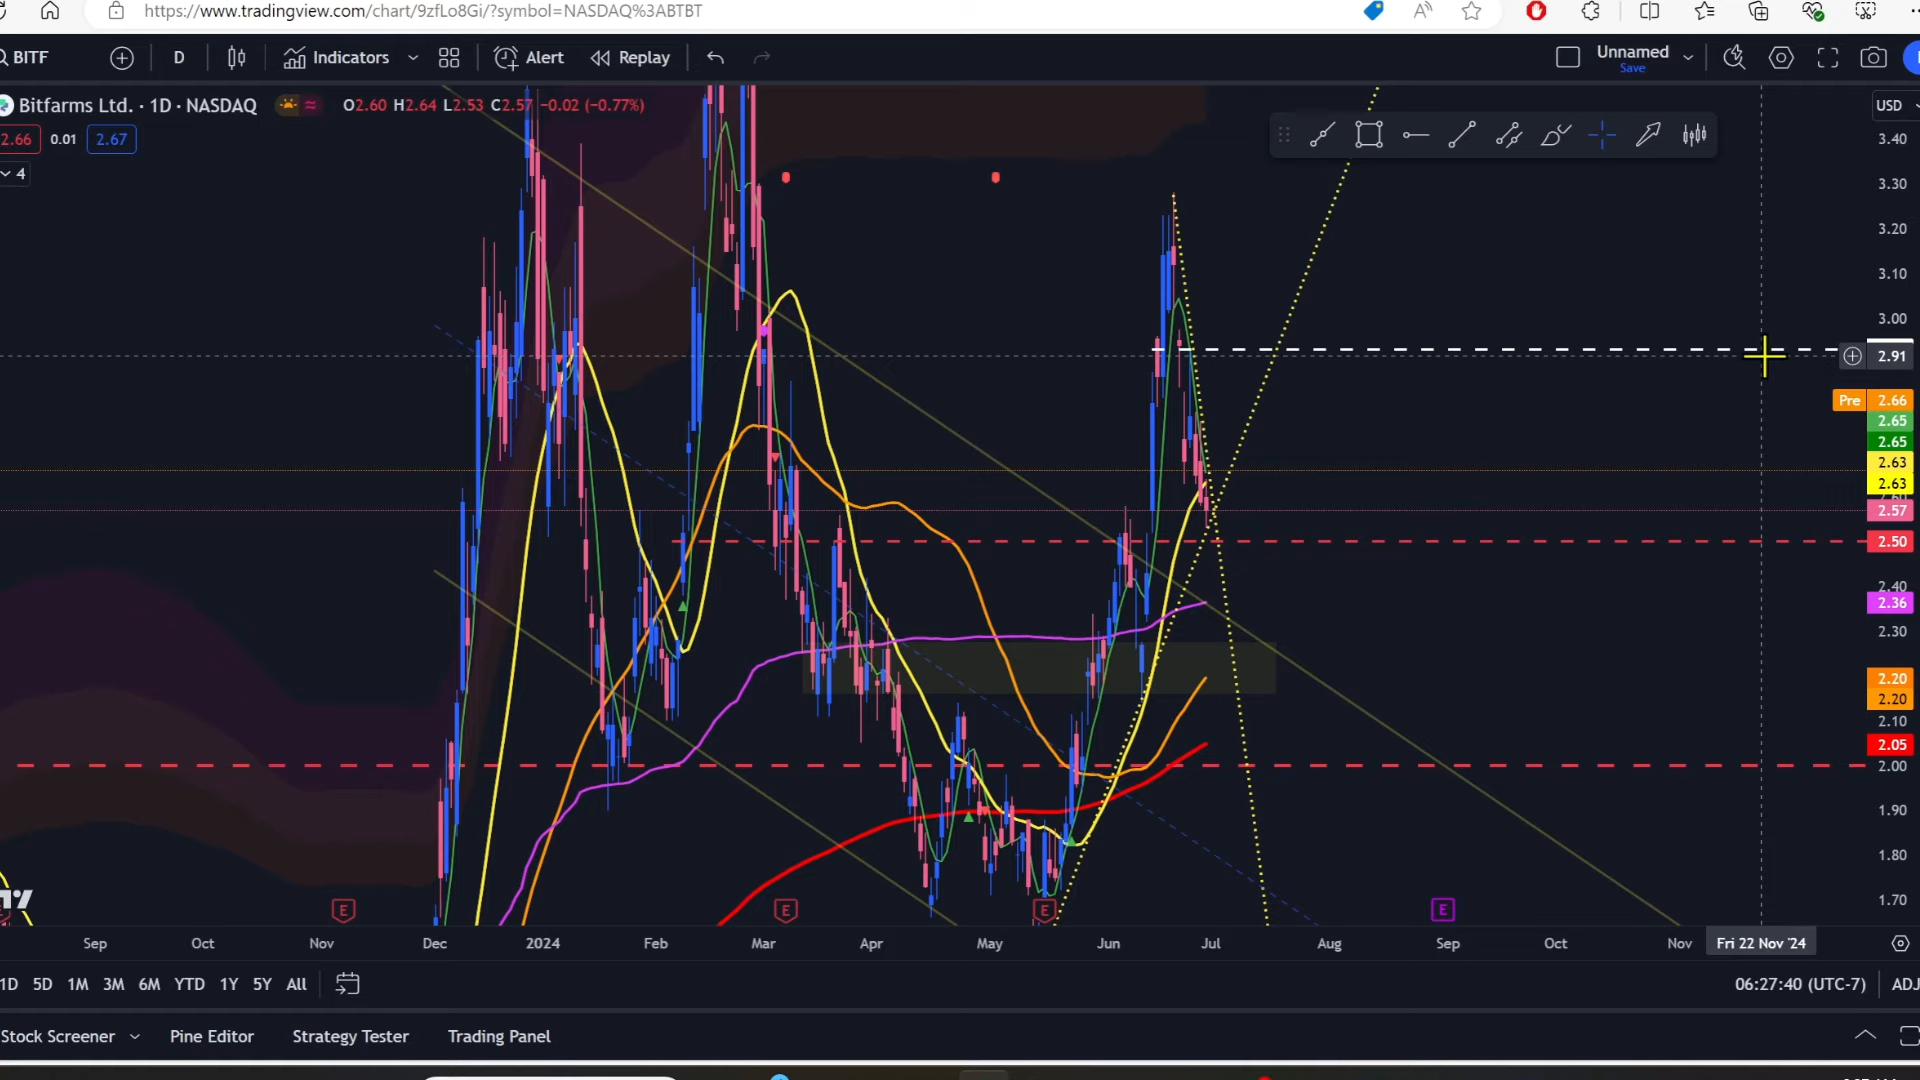 https://www.tradingview.com/chart/9zfLo8Gi/?symbol=NASDAQ%3ABTBT
BITF D Indicators Alert Replay Unnamed
Save
Bitfarms Ltd. · 1D · NASDAQ O2.60 H2.64 L2.53 C2.57 −0.02 (−0.77%) USD
2.66 0.01 2.67
4
3.40
3.30
3.20
3.10
3.00
2.91
Pre 2.66
2.65
2.65
2.63
2.63
2.57
2.50
2.40
2.36
2.30
2.20
2.20
2.10
2.05
2.00
1.90
1.80
1.70
E E E E
Sep Oct Nov Dec 2024 Feb Mar Apr May Jun Jul Aug Sep Oct Nov Fri 22 Nov '24
1D 5D 1M 3M 6M YTD 1Y 5Y All 06:27:40 (UTC-7) ADJ
Stock Screener Pine Editor Strategy Tester Trading Panel